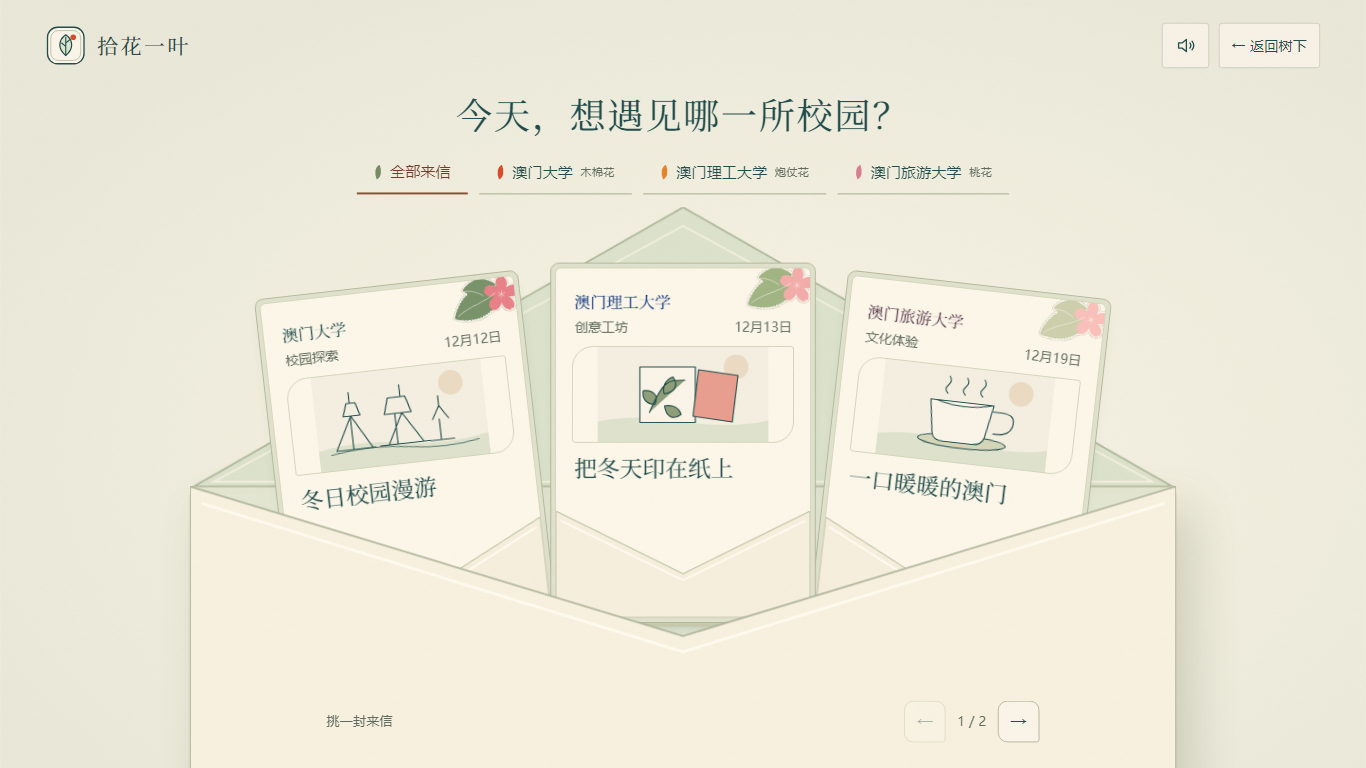 拾花一叶
← 返回树下
今天，想遇见哪一所校园？
全部来信
澳门大学 木棉花
澳门理工大学 炮仗花
澳门旅游大学 桃花
澳门大学
校园探索
12月12日
冬日校园漫游
澳门理工大学
创意工坊
12月13日
把冬天印在纸上
澳门旅游大学
文化体验
12月19日
一口暖暖的澳门
挑一封来信
← 1 / 2 →